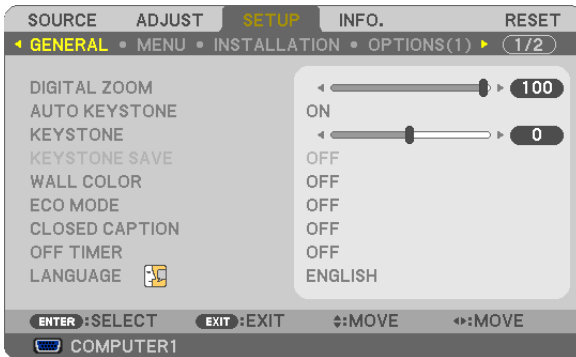 SOURCE ADJUST SETUP INFO. RESET
GENERAL • MENU • INSTALLATION • OPTIONS(1) 1/2
DIGITAL ZOOM 100
AUTO KEYSTONE ON
KEYSTONE 0
KEYSTONE SAVE OFF
WALL COLOR OFF
ECO MODE OFF
CLOSED CAPTION OFF
OFF TIMER OFF
LANGUAGE ENGLISH
ENTER :SELECT EXIT :EXIT :MOVE :MOVE
COMPUTER1